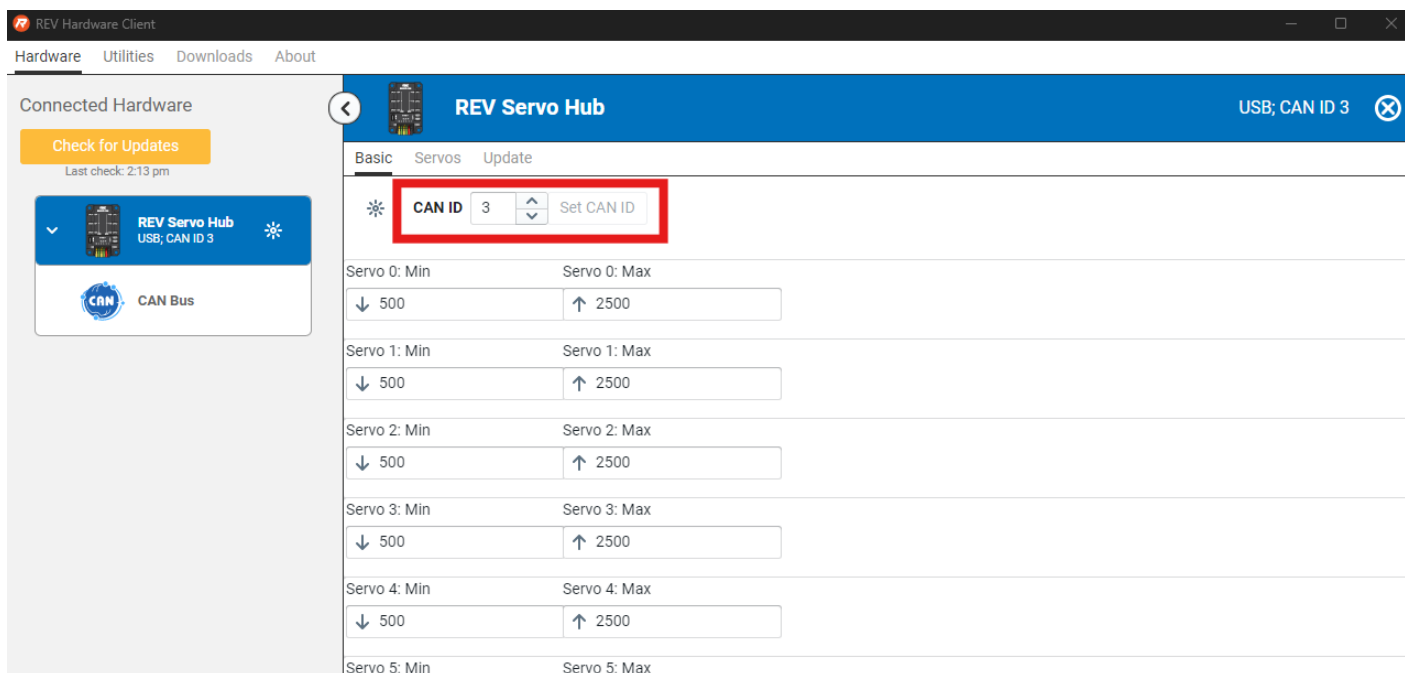 REV Hardware Client
Hardware Utilities Downloads About
Connected Hardware
Check for Updates
Last check: 2:13 pm
REV Servo Hub
USB; CAN ID 3
CAN
CAN Bus
REV Servo Hub
USB; CAN ID 3
Basic Servos Update
CAN ID 3 Set CAN ID
Servo 0: Min Servo 0: Max
500 2500
Servo 1: Min Servo 1: Max
500 2500
Servo 2: Min Servo 2: Max
500 2500
Servo 3: Min Servo 3: Max
500 2500
Servo 4: Min Servo 4: Max
500 2500
Servo 5: Min Servo 5: Max